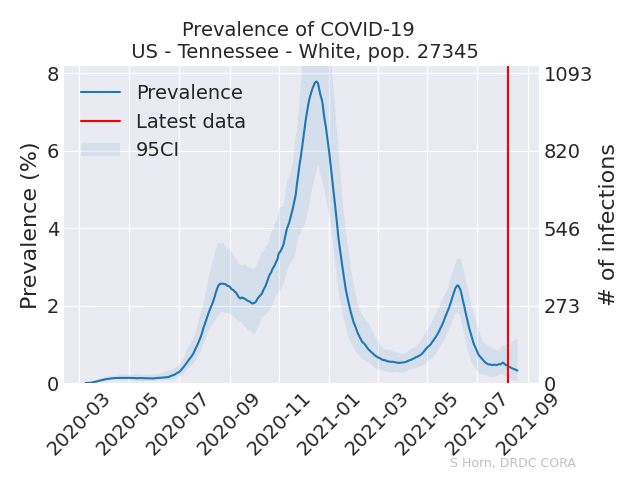 Prevalence of COVID-19
US - Tennessee - White, pop. 27345
Prevalence
Latest data
95CI
Prevalence (%)
8
6
4
2
0
1093
820
546
273
0
# of infections
2020-03
2020-05
2020-07
2020-09
2020-11
2021-01
2021-03
2021-05
2021-07
2021-09
S Horn, DRDC CORA